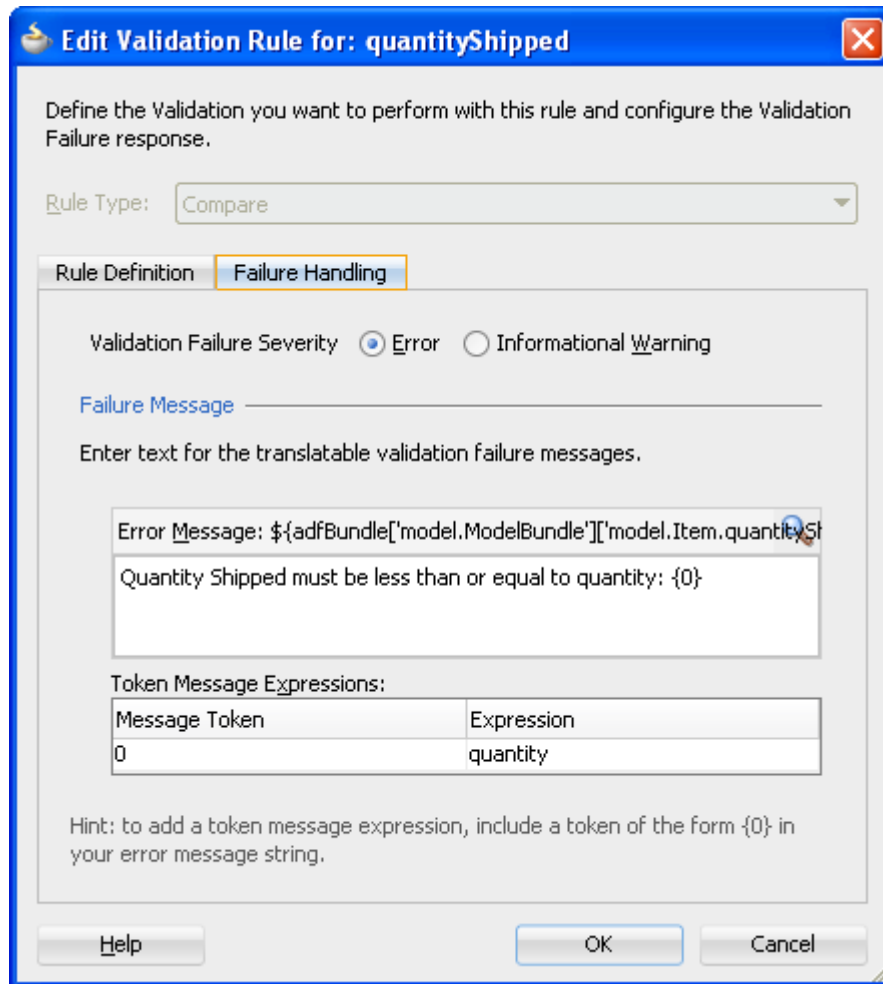 Edit Validation Rule for: quantityShipped
Define the Validation you want to perform with this rule and configure the Validation
Failure response.
Rule Type: Compare
Rule Definition Failure Handling
Validation Failure Severity Error Informational Warning
Failure Message
Enter text for the translatable validation failure messages.
Error Message: ${adfBundle['model.ModelBundle']['model.Item.quantitySh
Quantity Shipped must be less than or equal to quantity: {0}
Token Message Expressions:
Message Token Expression
0 quantity
Hint: to add a token message expression, include a token of the form {0} in
your error message string.
Help OK Cancel